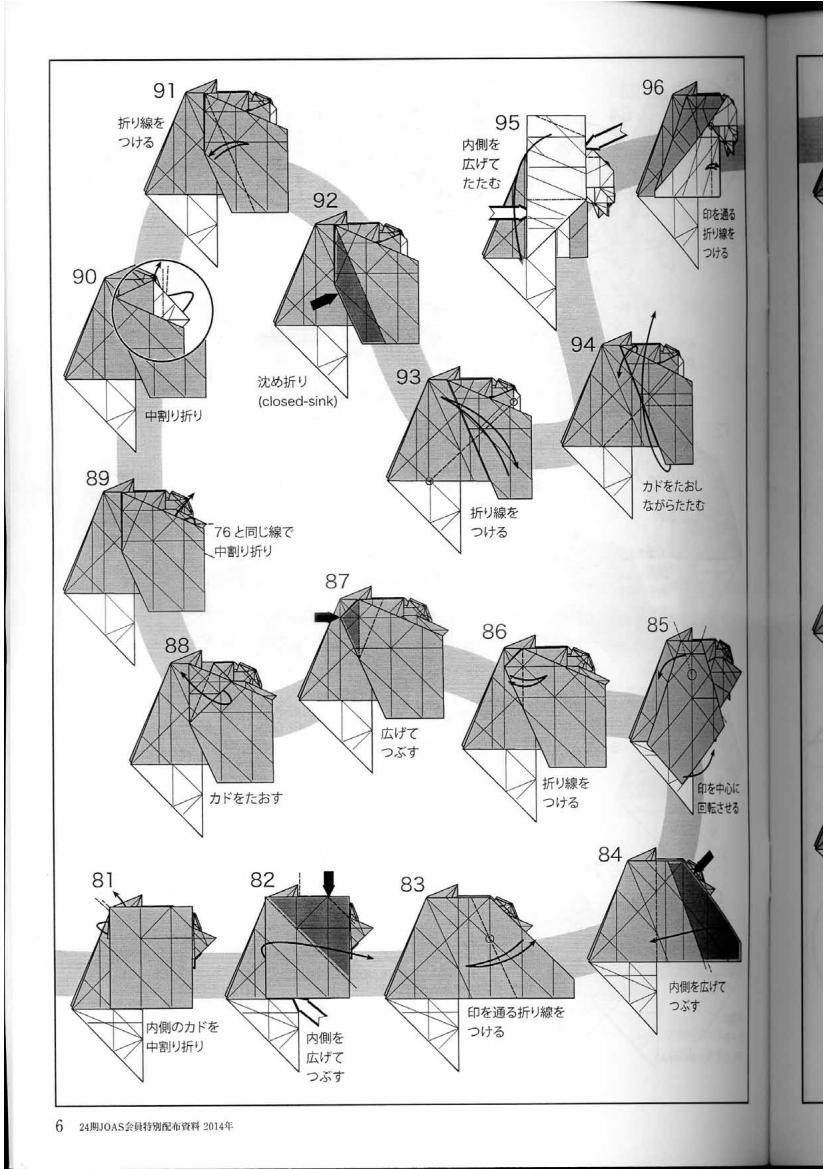 81
内側のカドを
中割り折り
82
内側を
広げて
つぶす
83
印を通る折り線を
つける
84
内側を広げて
つぶす
85
印を中心に
回転させる
86
折り線を
つける
87
広げて
つぶす
88
カドをたおす
89
76と同じ線で
中割り折り
90
中割り折り
91
折り線を
つける
92
沈め折り
(closed-sink)
93
折り線を
つける
94
カドをたおし
ながらたたむ
95
内側を
広げて
たたむ
96
印を通る
折り線を
つける
6 24期JOAS会員特別配布資料 2014年